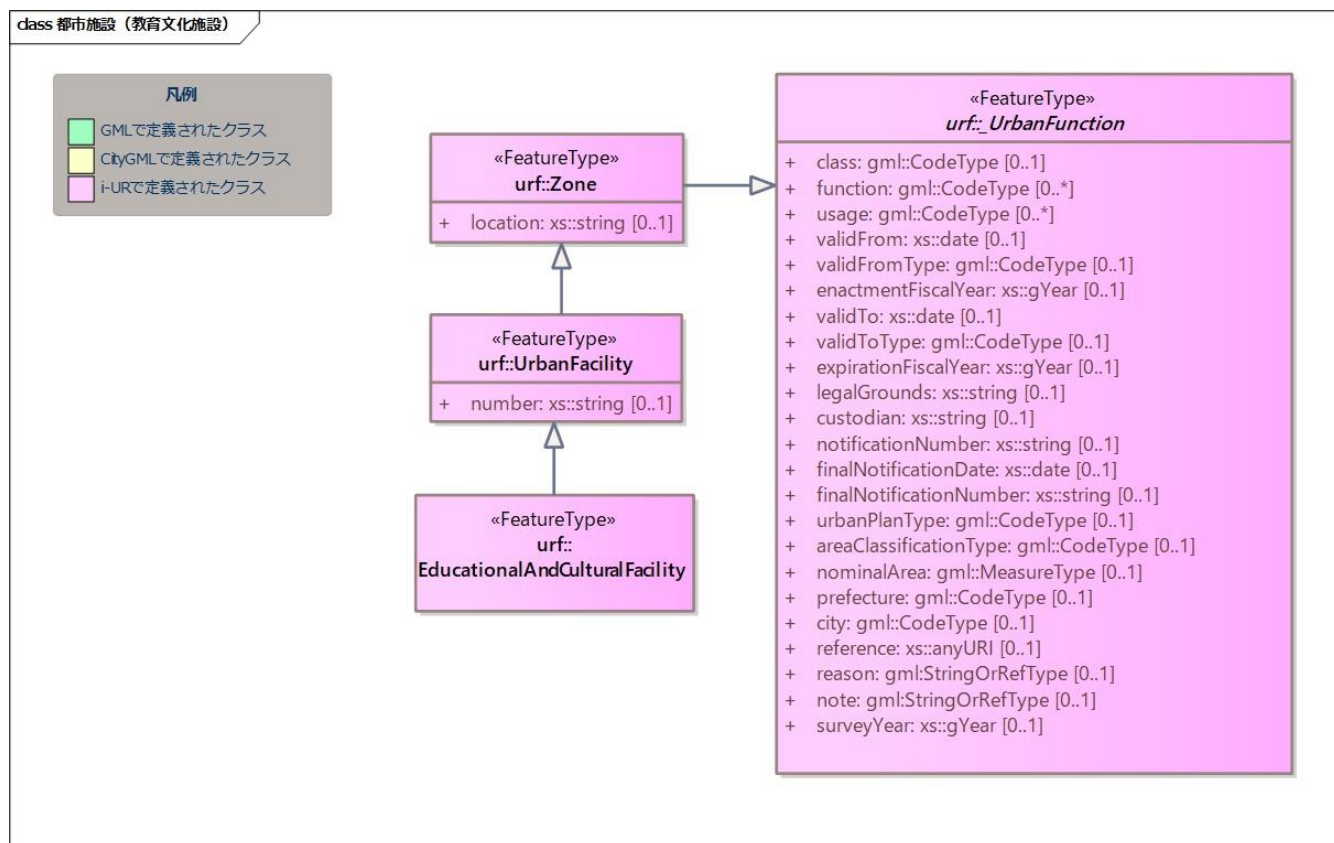 class 都市施設（教育文化施設）
凡例
GMLで定義されたクラス
CityGMLで定義されたクラス
i-URで定義されたクラス
«FeatureType»
urf::Zone
+ location: xs::string [0..1]
«FeatureType»
urf::UrbanFacility
+ number: xs::string [0..1]
«FeatureType»
urf::
EducationalAndCulturalFacility
«FeatureType»
urf::_UrbanFunction
+ class: gml::CodeType [0..1]
+ function: gml::CodeType [0..*]
+ usage: gml::CodeType [0..*]
+ validFrom: xs::date [0..1]
+ validFromType: gml::CodeType [0..1]
+ enactmentFiscalYear: xs::gYear [0..1]
+ validTo: xs::date [0..1]
+ validToType: gml::CodeType [0..1]
+ expirationFiscalYear: xs::gYear [0..1]
+ legalGrounds: xs::string [0..1]
+ custodian: xs::string [0..1]
+ notificationNumber: xs::string [0..1]
+ finalNotificationDate: xs::date [0..1]
+ finalNotificationNumber: xs::string [0..1]
+ urbanPlanType: gml::CodeType [0..1]
+ areaClassificationType: gml::CodeType [0..1]
+ nominalArea: gml::MeasureType [0..1]
+ prefecture: gml::CodeType [0..1]
+ city: gml::CodeType [0..1]
+ reference: xs::anyURI [0..1]
+ reason: gml:StringOrRefType [0..1]
+ note: gml:StringOrRefType [0..1]
+ surveyYear: xs::gYear [0..1]